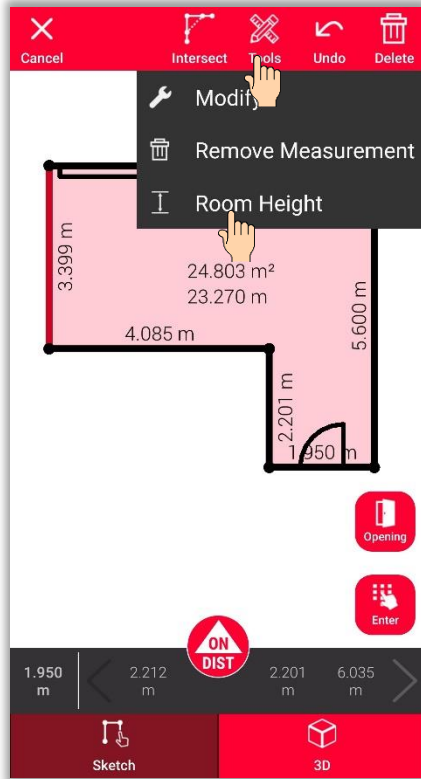 Cancel
Intersect
Tools
Undo
Delete
Modify
Remove Measurement
Room Height
3.399 m
24.803 m²
23.270 m
4.085 m
5.600 m
2.201 m
1.950 m
Opening
Enter
ON
DIST
1.950 m
2.212 m
2.201 m
6.035 m
Sketch
3D